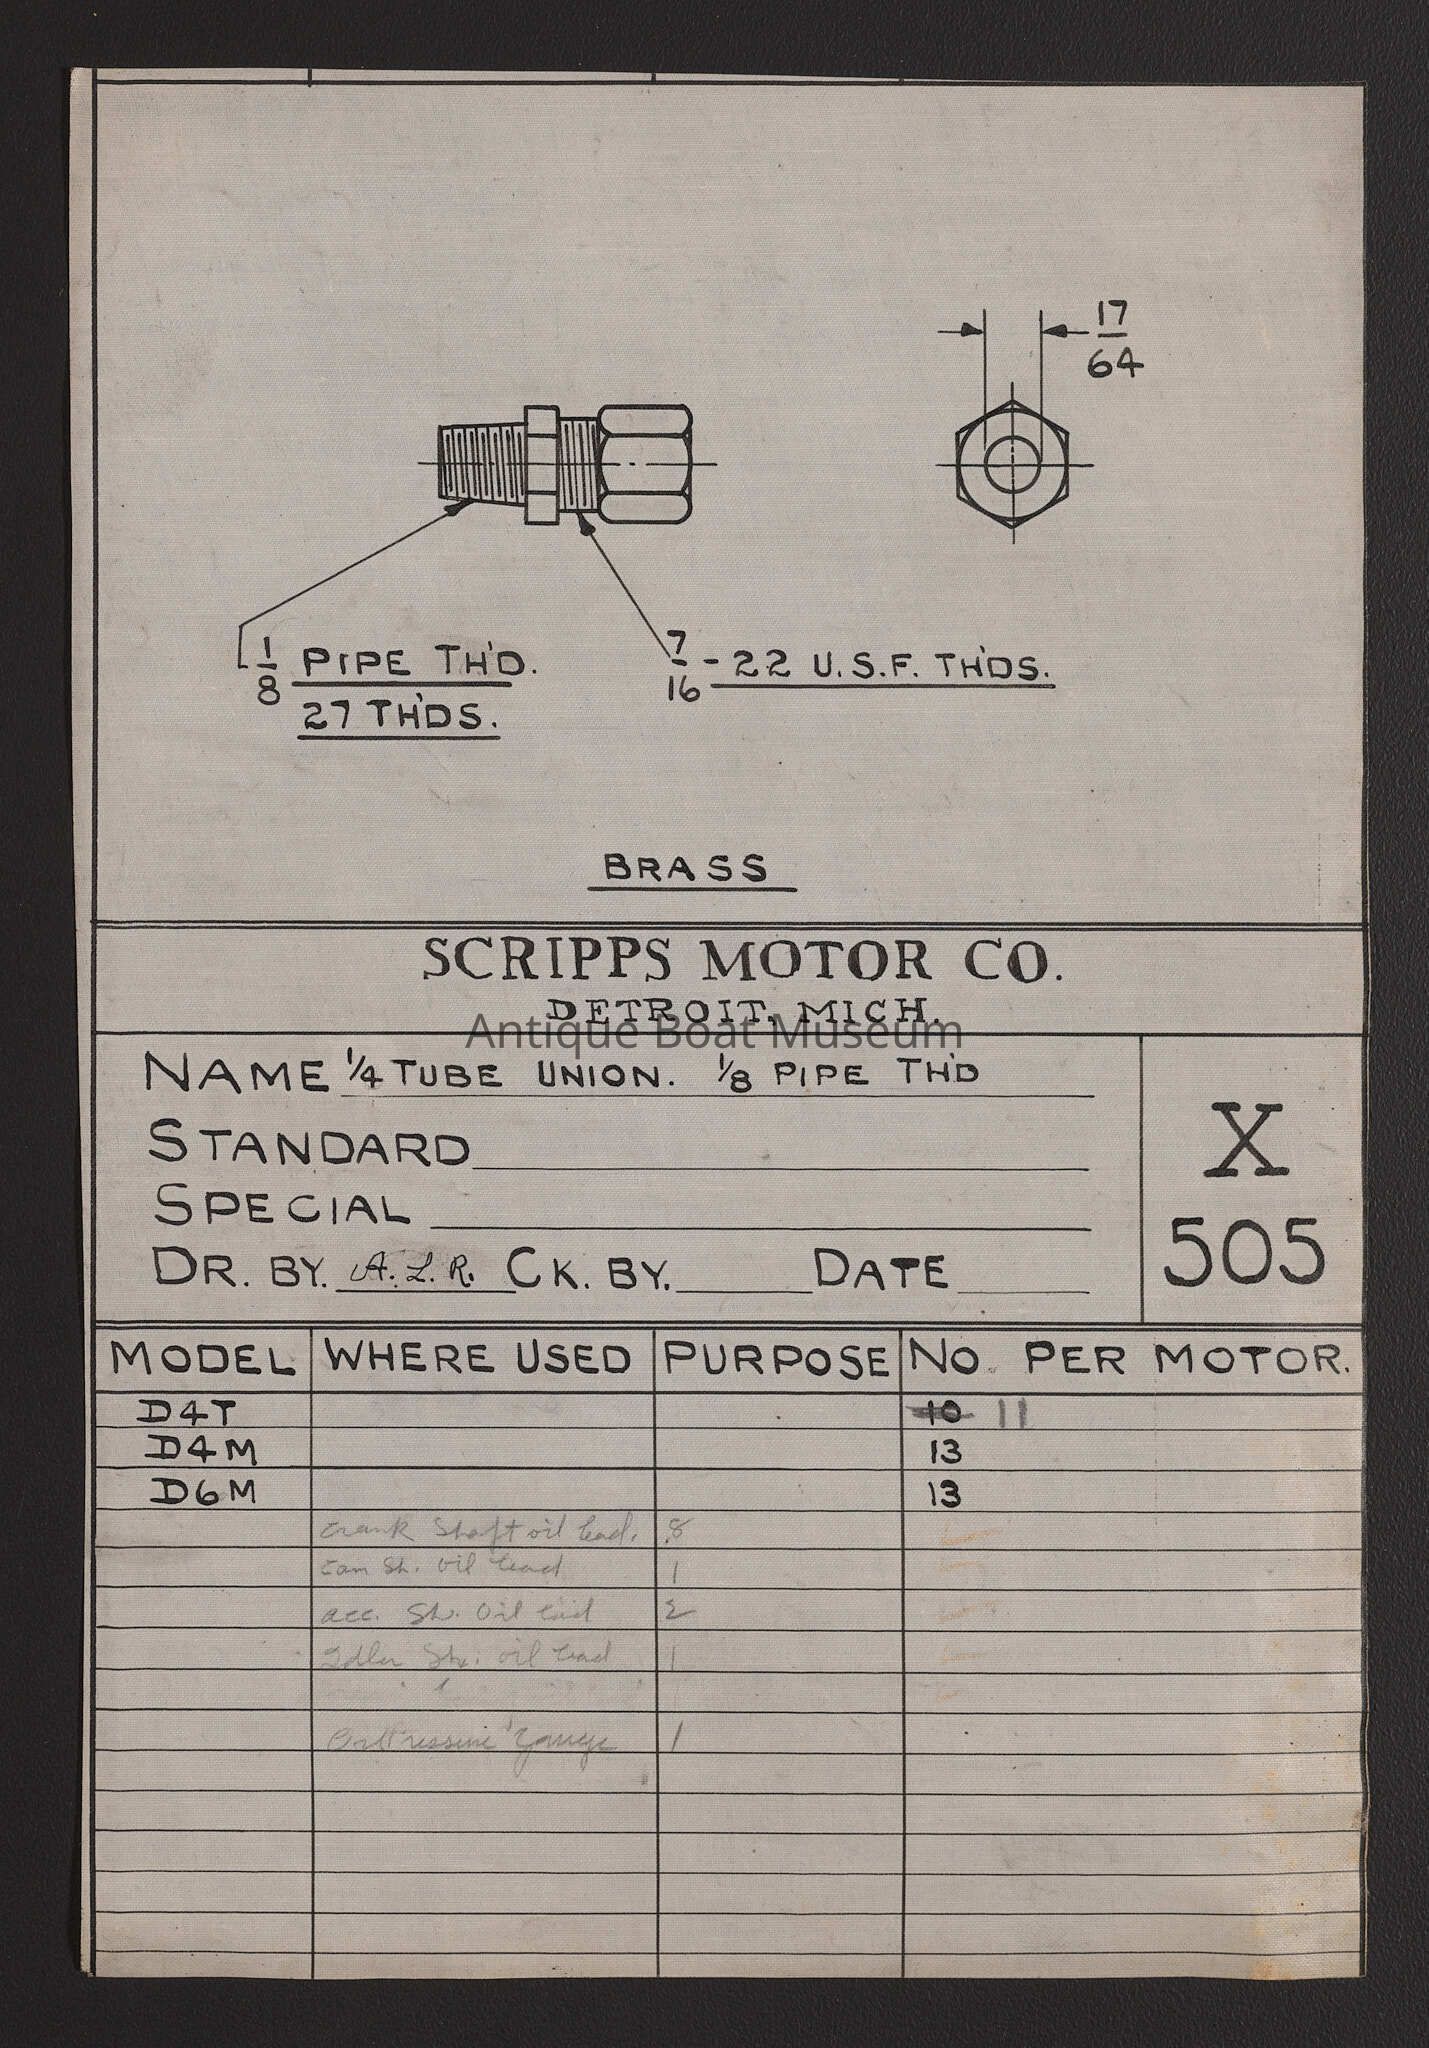 17
64
1/8 PIPE TH'D.
27 TH'DS.
7/16 - 22 U.S.F. TH'DS.
BRASS
SCRIPPS MOTOR CO.
DETROIT, MICH.
Antique Boat Museum
NAME 1/4 TUBE UNION. 1/8 PIPE TH'D
STANDARD
SPECIAL
DR. BY. A.L.R. CK. BY. DATE
X
505
MODEL WHERE USED PURPOSE NO. PER MOTOR.
D4T 10 11
D4M 13
D6M 13
Crank Shaft oil lead. 8
Cam Sh. oil lead 1
acc. Sh. Oil lead 2
Idler Sh. oil lead 1
Gauge 1